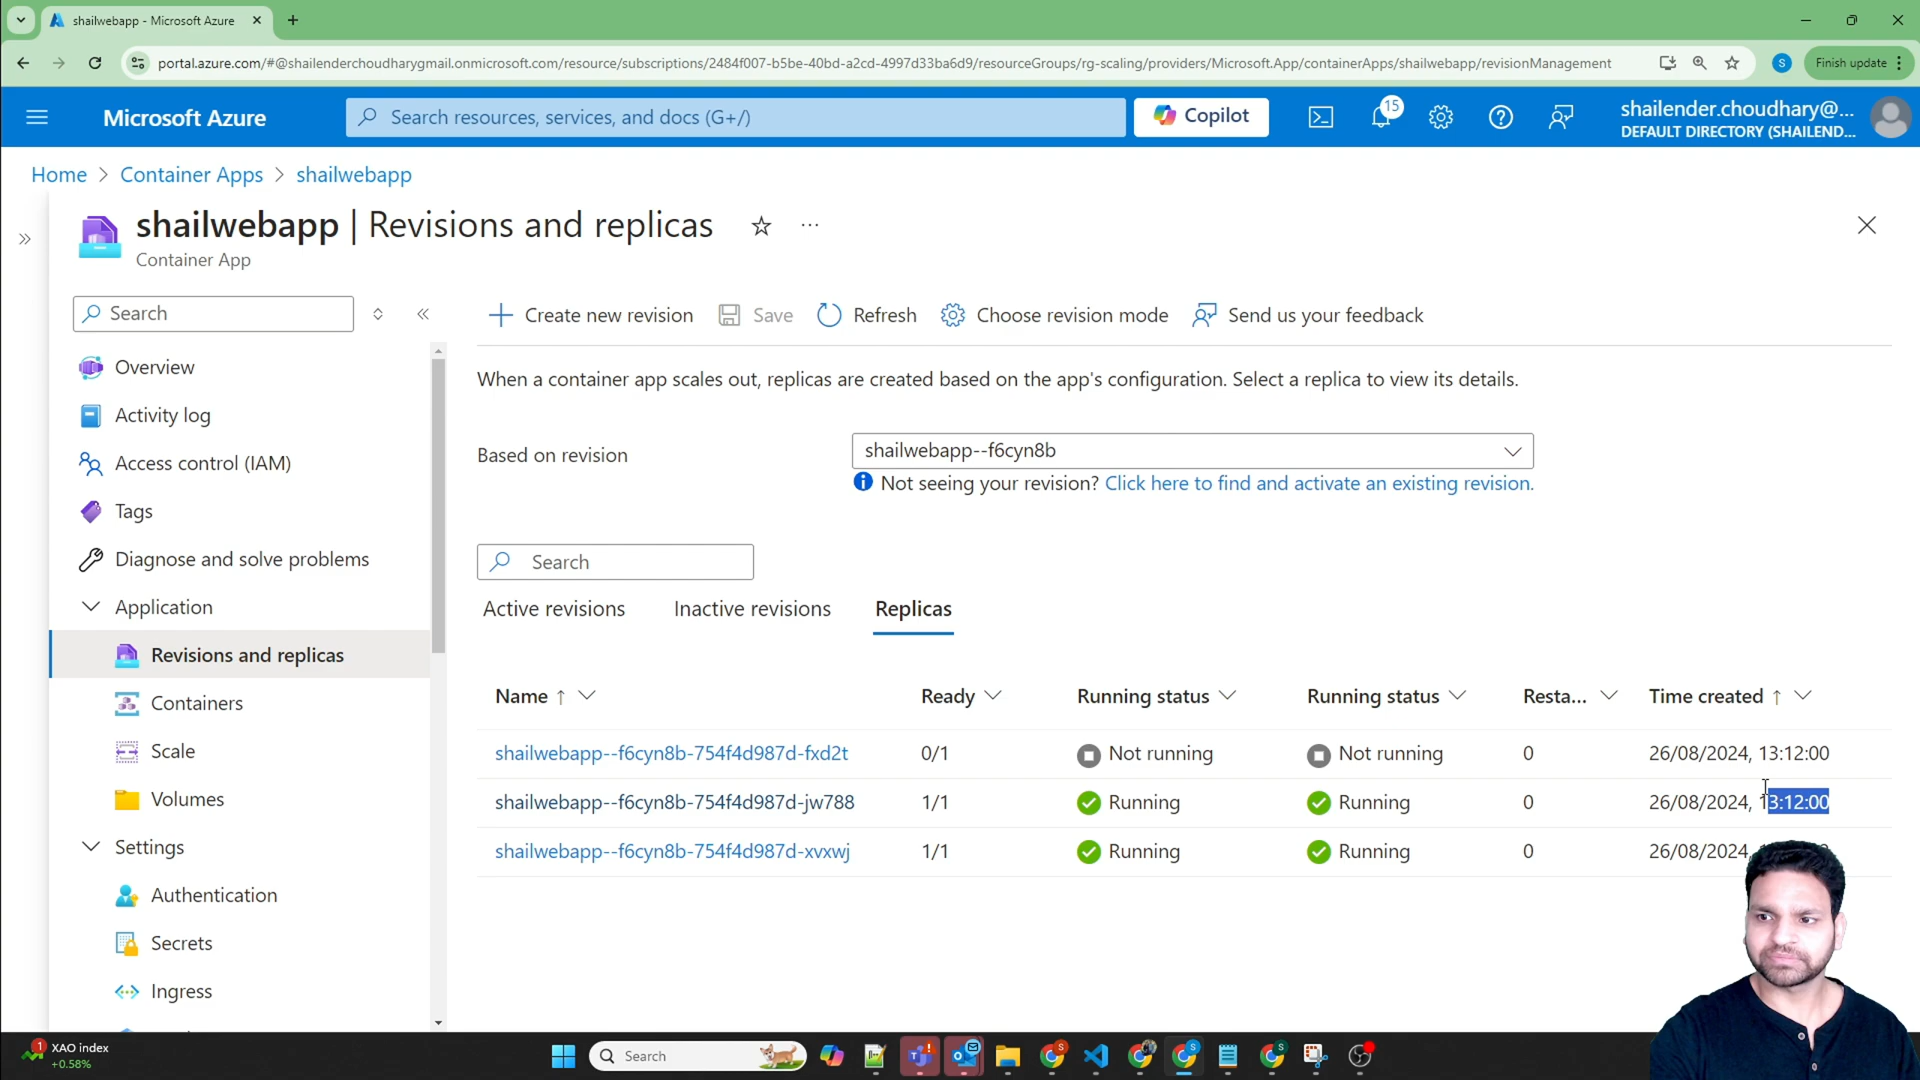 shailwebapp - Microsoft Azure
portal.azure.com/#@shailenderchoudharygmail.onmicrosoft.com/resource/subscriptions/2484f007-b5be-40bd-a2cd-4997d33ba6d9/resourceGroups/rg-scaling/providers/Microsoft.App/containerApps/shailwebapp/revisionManagement
S
Finish update
Microsoft Azure
Search resources, services, and docs (G+/)
Copilot
15
shailender.choudhary@...
DEFAULT DIRECTORY (SHAILEND...
Home > Container Apps > shailwebapp
shailwebapp | Revisions and replicas
Container App
Search
Create new revision
Save
Refresh
Choose revision mode
Send us your feedback
Overview
Activity log
Access control (IAM)
Tags
Diagnose and solve problems
Application
Revisions and replicas
Containers
Scale
Volumes
Settings
Authentication
Secrets
Ingress
When a container app scales out, replicas are created based on the app's configuration. Select a replica to view its details.
Based on revision
shailwebapp--f6cyn8b
Not seeing your revision? Click here to find and activate an existing revision.
Search
Active revisions Inactive revisions Replicas
Name Ready Running status Running status Resta... Time created
shailwebapp--f6cyn8b-754f4d987d-fxd2t 0/1 Not running Not running 0 26/08/2024, 13:12:00
shailwebapp--f6cyn8b-754f4d987d-jw788 1/1 Running Running 0 26/08/2024, 13:12:00
shailwebapp--f6cyn8b-754f4d987d-xvxwj 1/1 Running Running 0 26/08/2024,
1
XAO index
+0.58%
Search